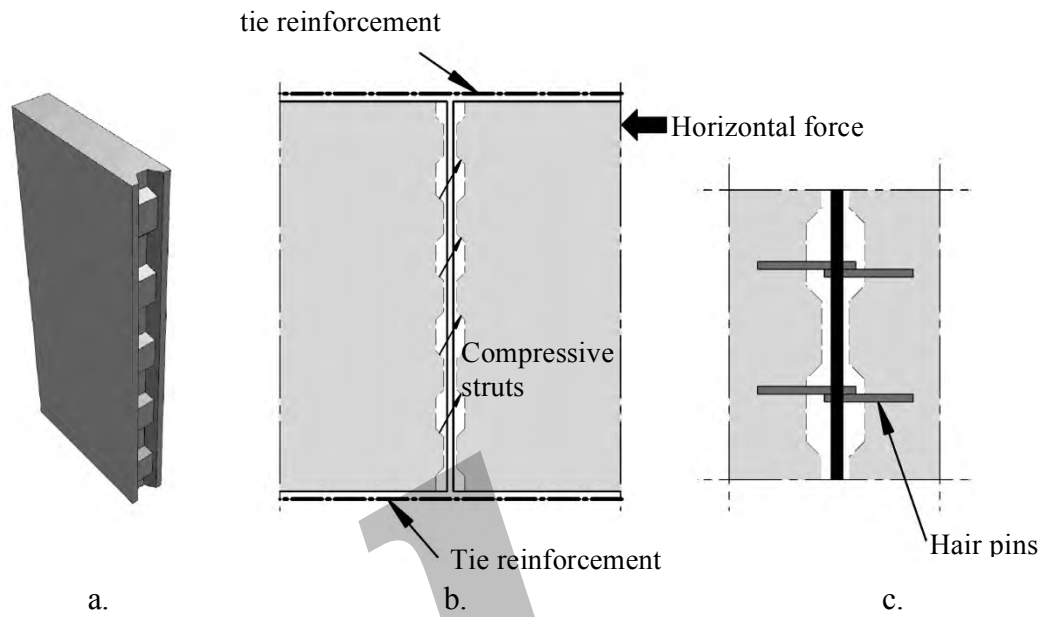 tie reinforcement
Horizontal force
Compressive
struts
Hair pins
Tie reinforcement
a.
b.
c.